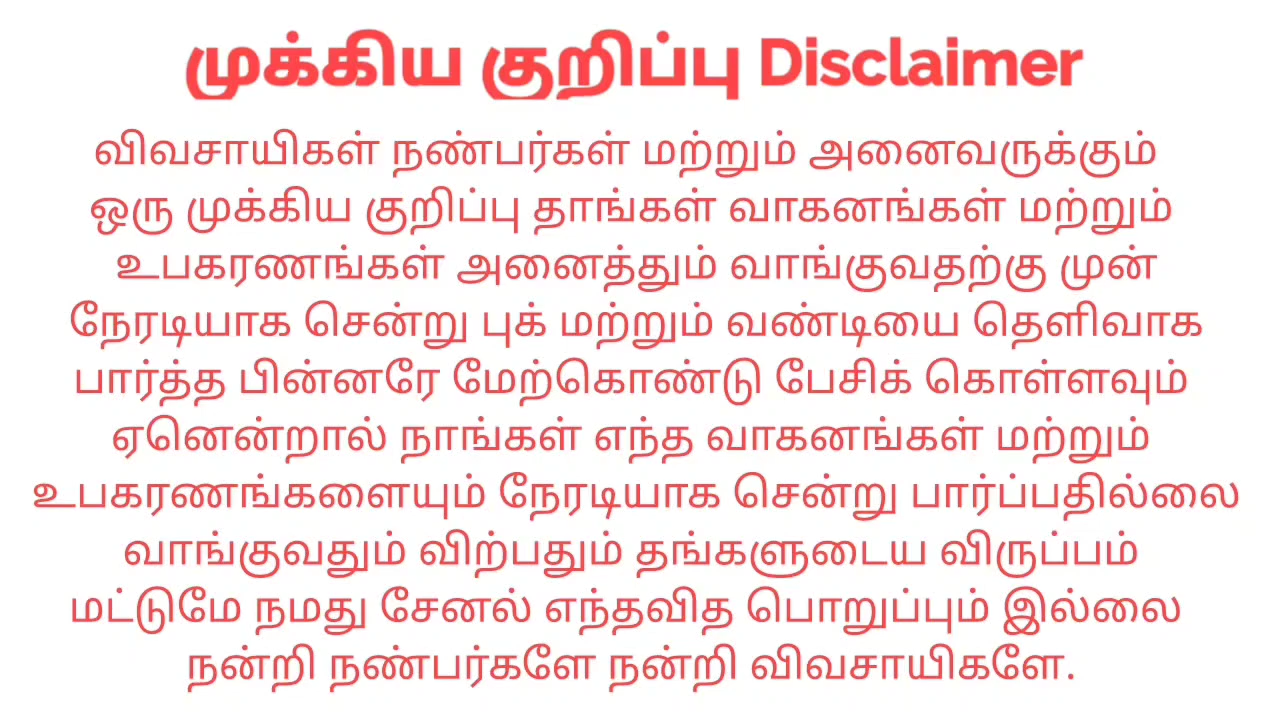 முக்கிய குறிப்பு Disclaimer
விவசாயிகள் நண்பர்கள் மற்றும் அனைவருக்கும்
ஒரு முக்கிய குறிப்பு தாங்கள் வாகனங்கள் மற்றும்
உபகரணங்கள் அனைத்தும் வாங்குவதற்கு முன்
நேரடியாக சென்று புக் மற்றும் வண்டியை தெளிவாக
பார்த்த பின்னரே மேற்கொண்டு பேசிக் கொள்ளவும்
ஏனென்றால் நாங்கள் எந்த வாகனங்கள் மற்றும்
உபகரணங்களையும் நேரடியாக சென்று பார்ப்பதில்லை
வாங்குவதும் விற்பதும் தங்களுடைய விருப்பம்
மட்டுமே நமது சேனல் எந்தவித பொறுப்பும் இல்லை
நன்றி நண்பர்களே நன்றி விவசாயிகளே.